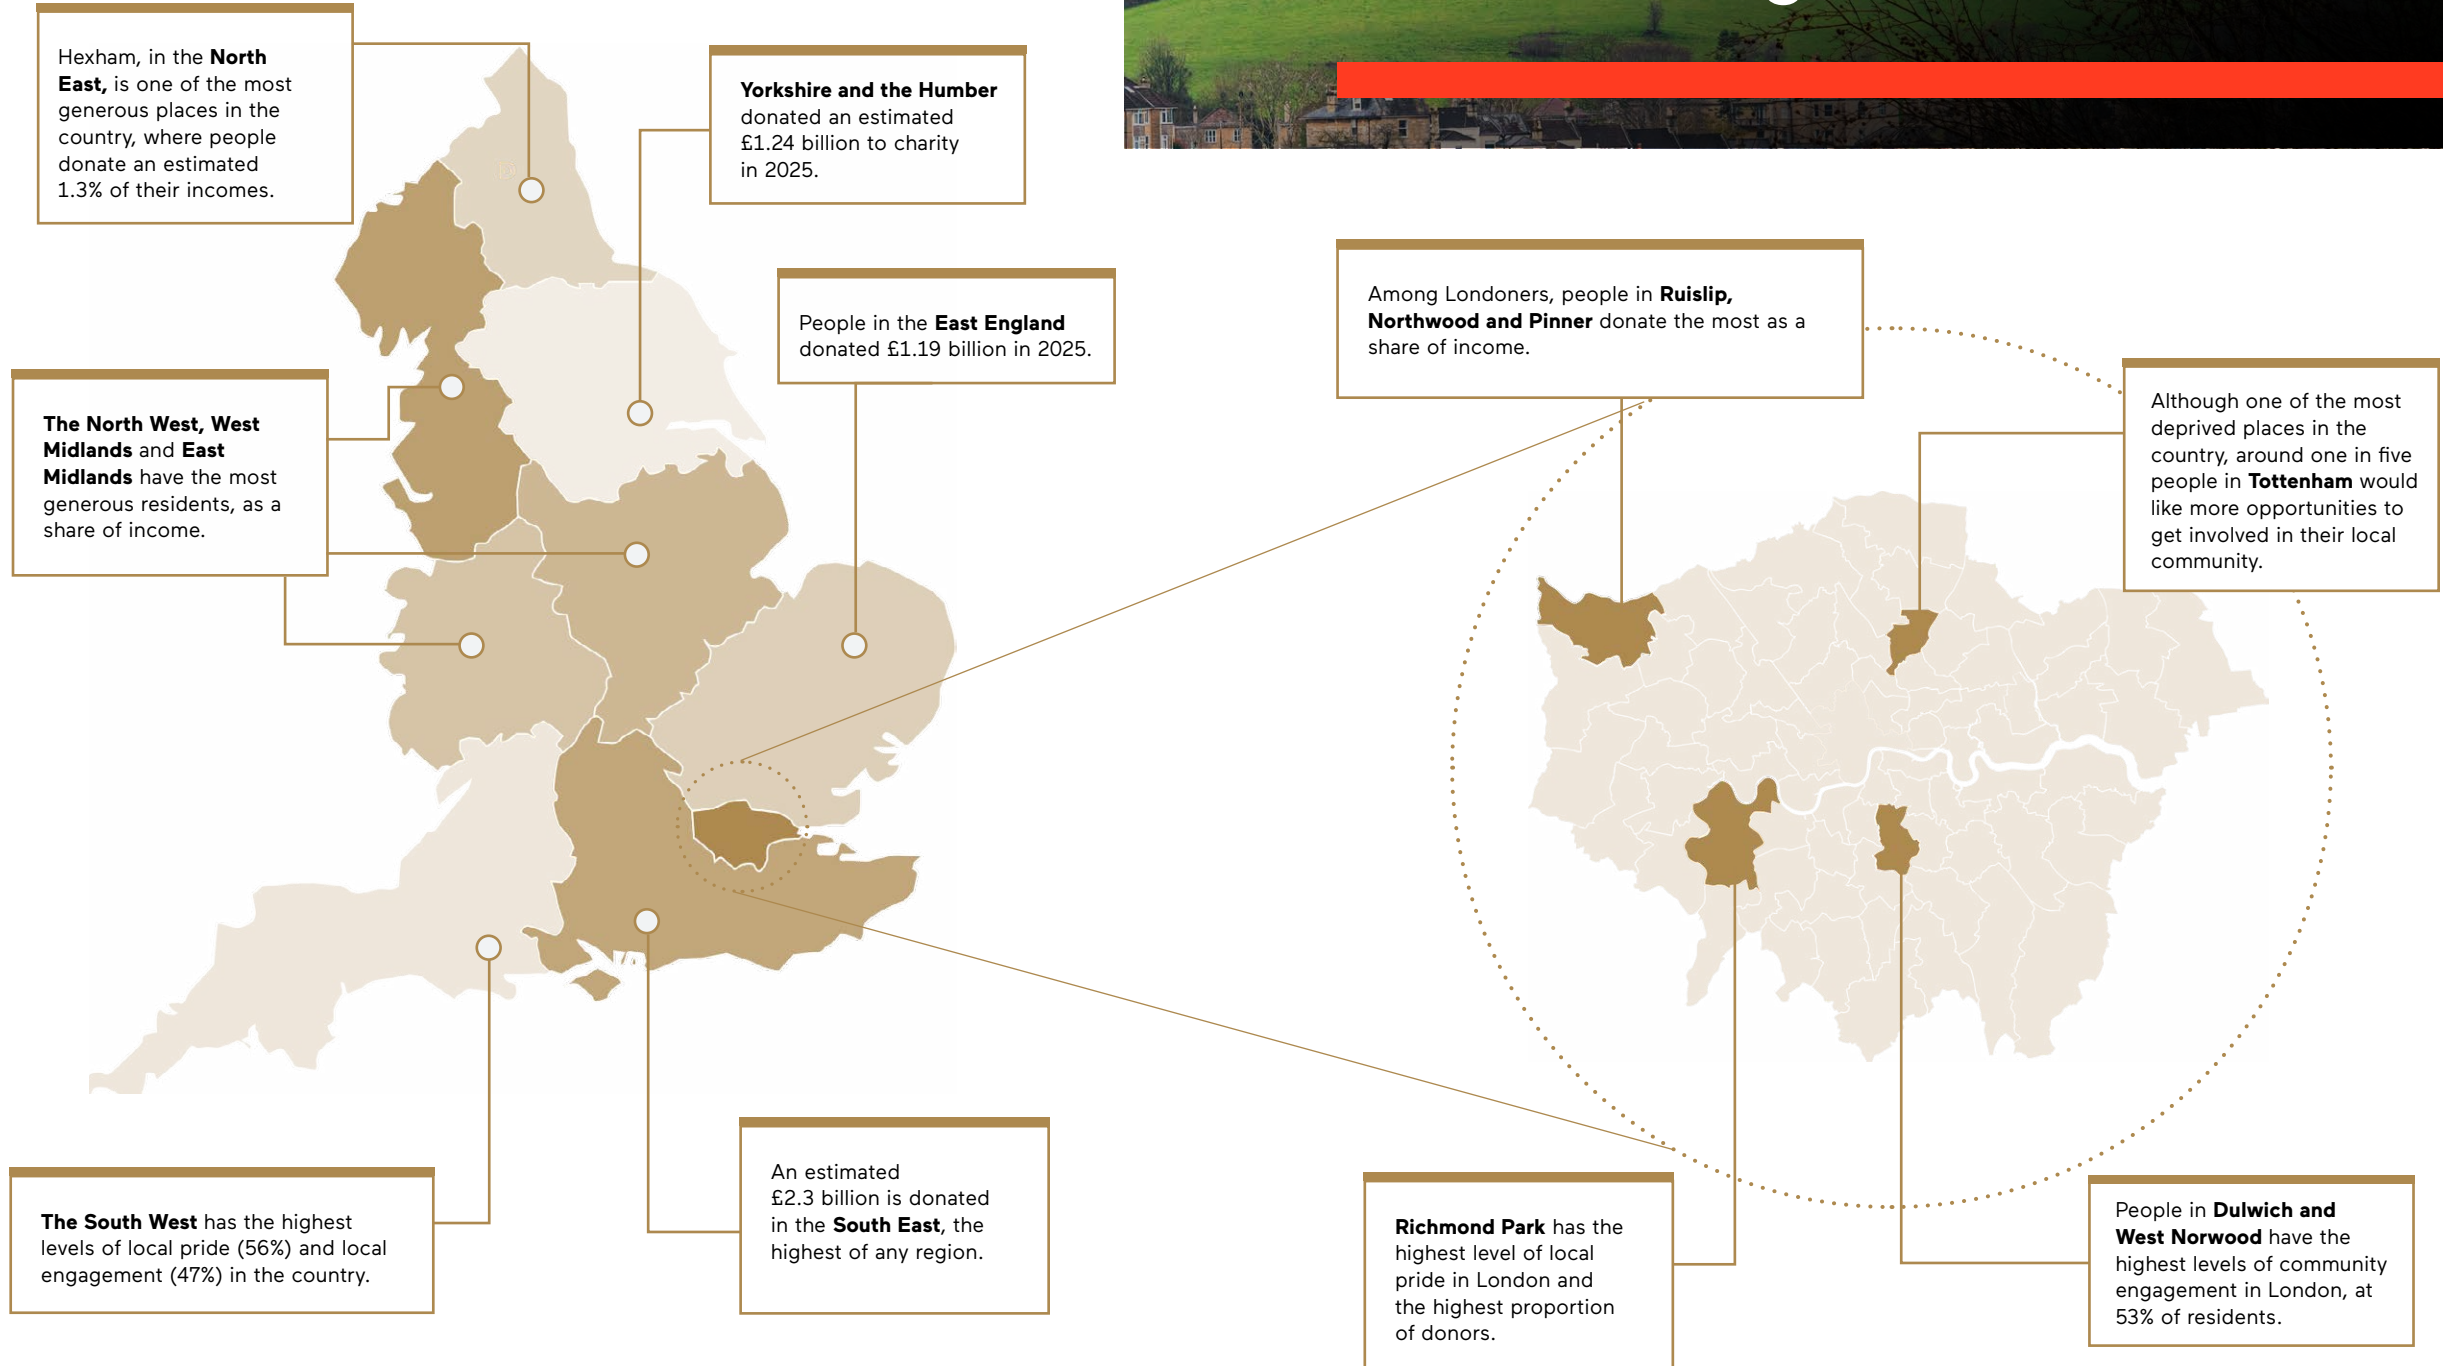 Hexham, in the North
East, is one of the most
generous places in the
country, where people
donate an estimated
1.3% of their incomes.
Yorkshire and the Humber
donated an estimated
£1.24 billion to charity
in 2025.
People in the East England
donated £1.19 billion in 2025.
The North West, West
Midlands and East
Midlands have the most
generous residents, as a
share of income.
The South West has the highest
levels of local pride (56%) and local
engagement (47%) in the country.
An estimated
£2.3 billion is donated
in the South East, the
highest of any region.
Among Londoners, people in Ruislip,
Northwood and Pinner donate the most as a
share of income.
Although one of the most
deprived places in the
country, around one in five
people in Tottenham would
like more opportunities to
get involved in their local
community.
Richmond Park has the
highest level of local
pride in London and
the highest proportion
of donors.
People in Dulwich and
West Norwood have the
highest levels of community
engagement in London, at
53% of residents.